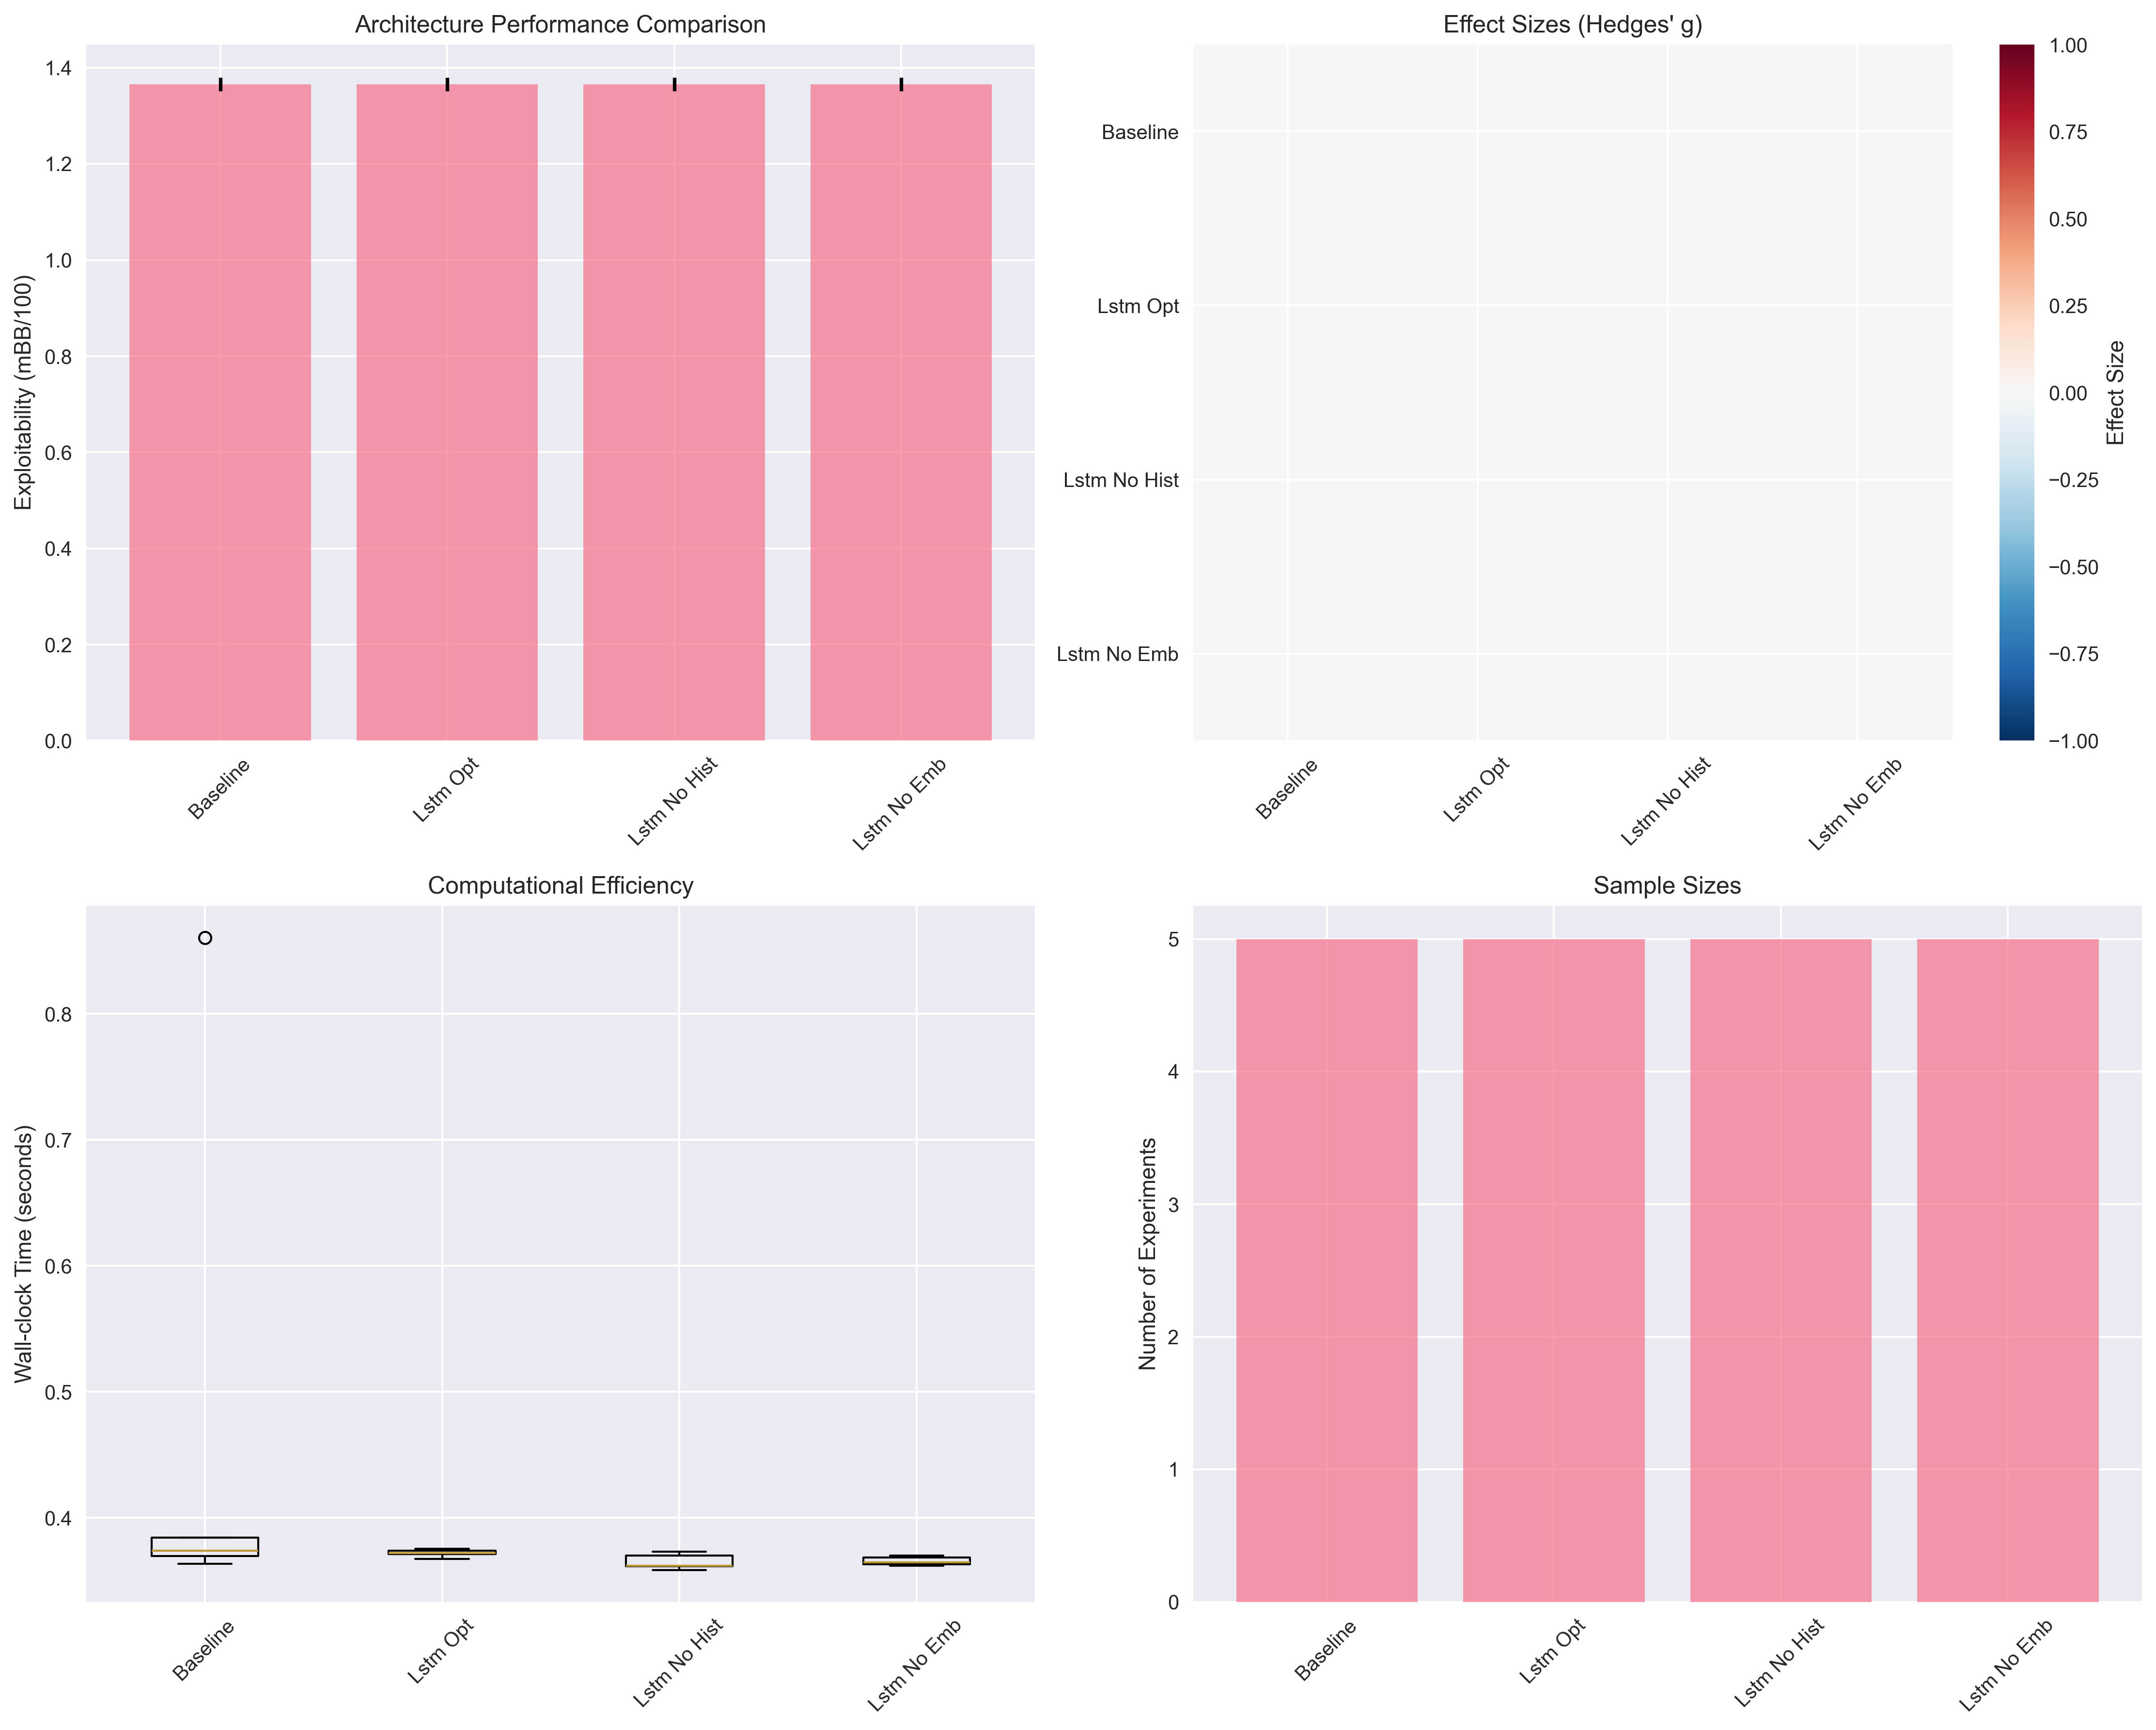 Architecture Performance Comparison
Exploitability (mBB/100)
1.4
1.2
1.0
0.8
0.6
0.4
0.2
0.0
Baseline
Lstm Opt
Lstm No Hist
Lstm No Emb
Effect Sizes (Hedges' g)
Baseline
Lstm Opt
Lstm No Hist
Lstm No Emb
Baseline
Lstm Opt
Lstm No Hist
Lstm No Emb
1.00
0.75
0.50
0.25
0.00
−0.25
−0.50
−0.75
−1.00
Effect Size
Computational Efficiency
Wall-clock Time (seconds)
0.8
0.7
0.6
0.5
0.4
Baseline
Lstm Opt
Lstm No Hist
Lstm No Emb
Sample Sizes
Number of Experiments
5
4
3
2
1
0
Baseline
Lstm Opt
Lstm No Hist
Lstm No Emb